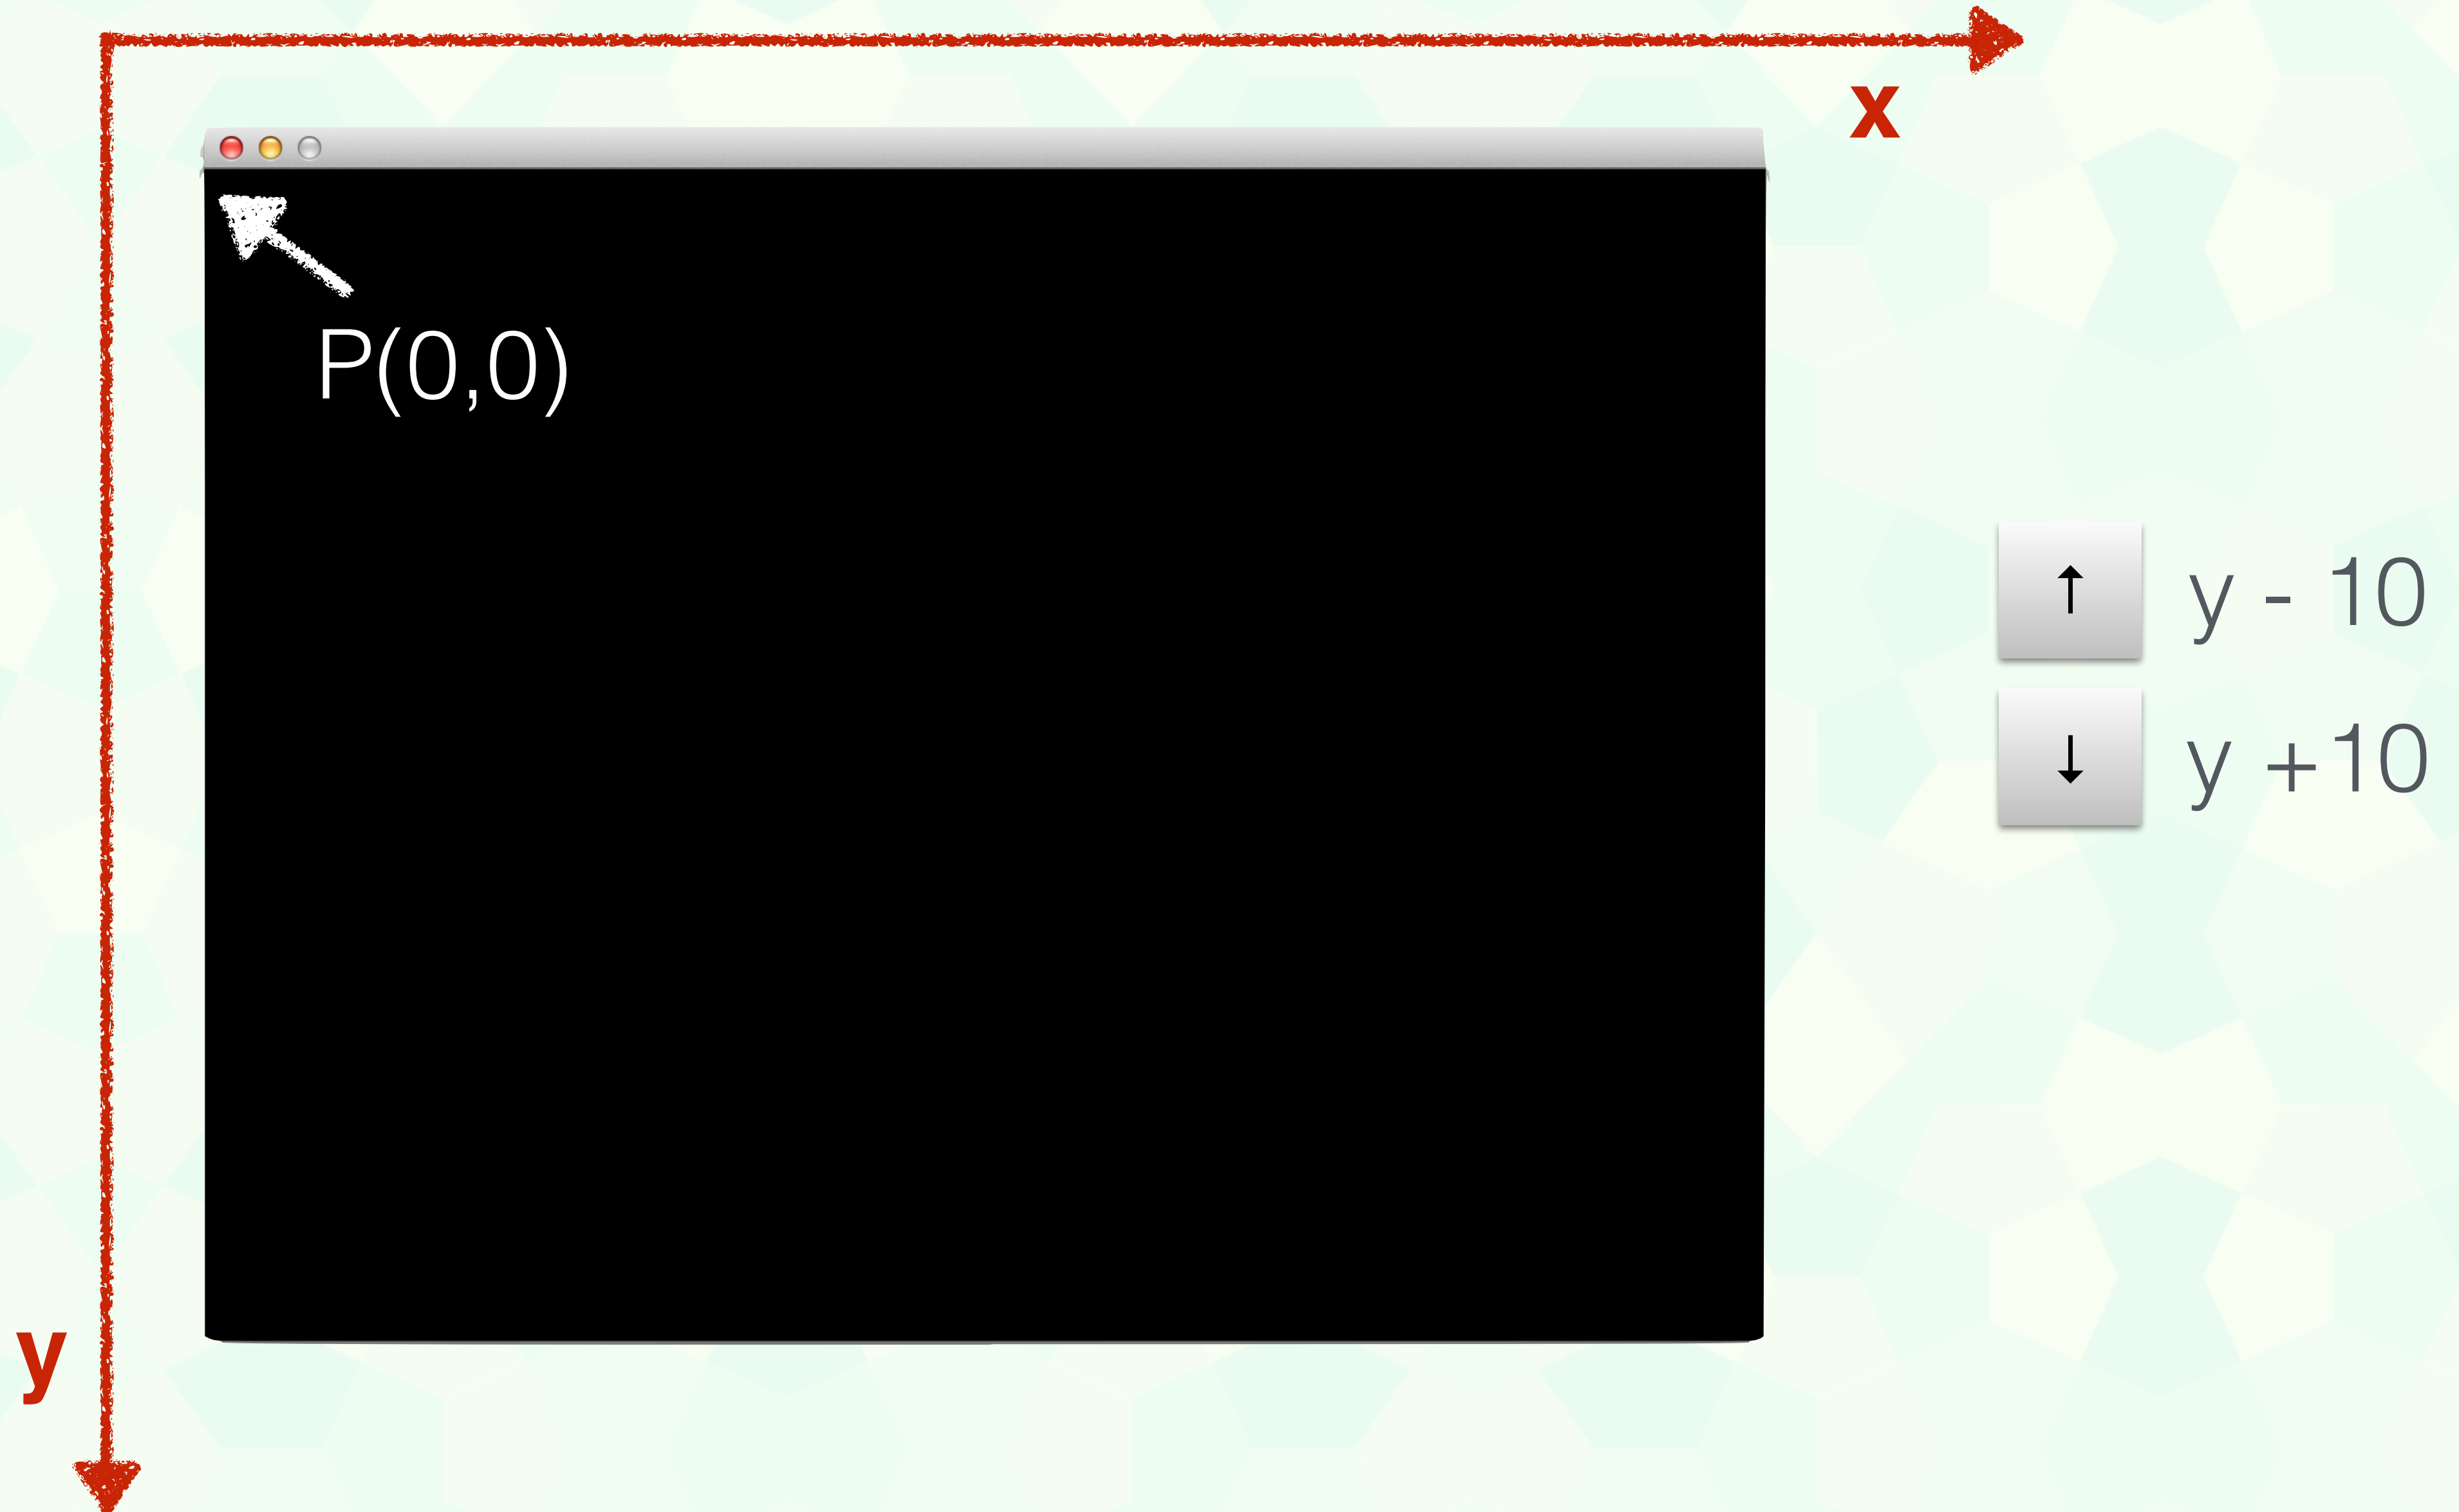 x
P(0,0)
↑ y - 10
↓ y +10
y